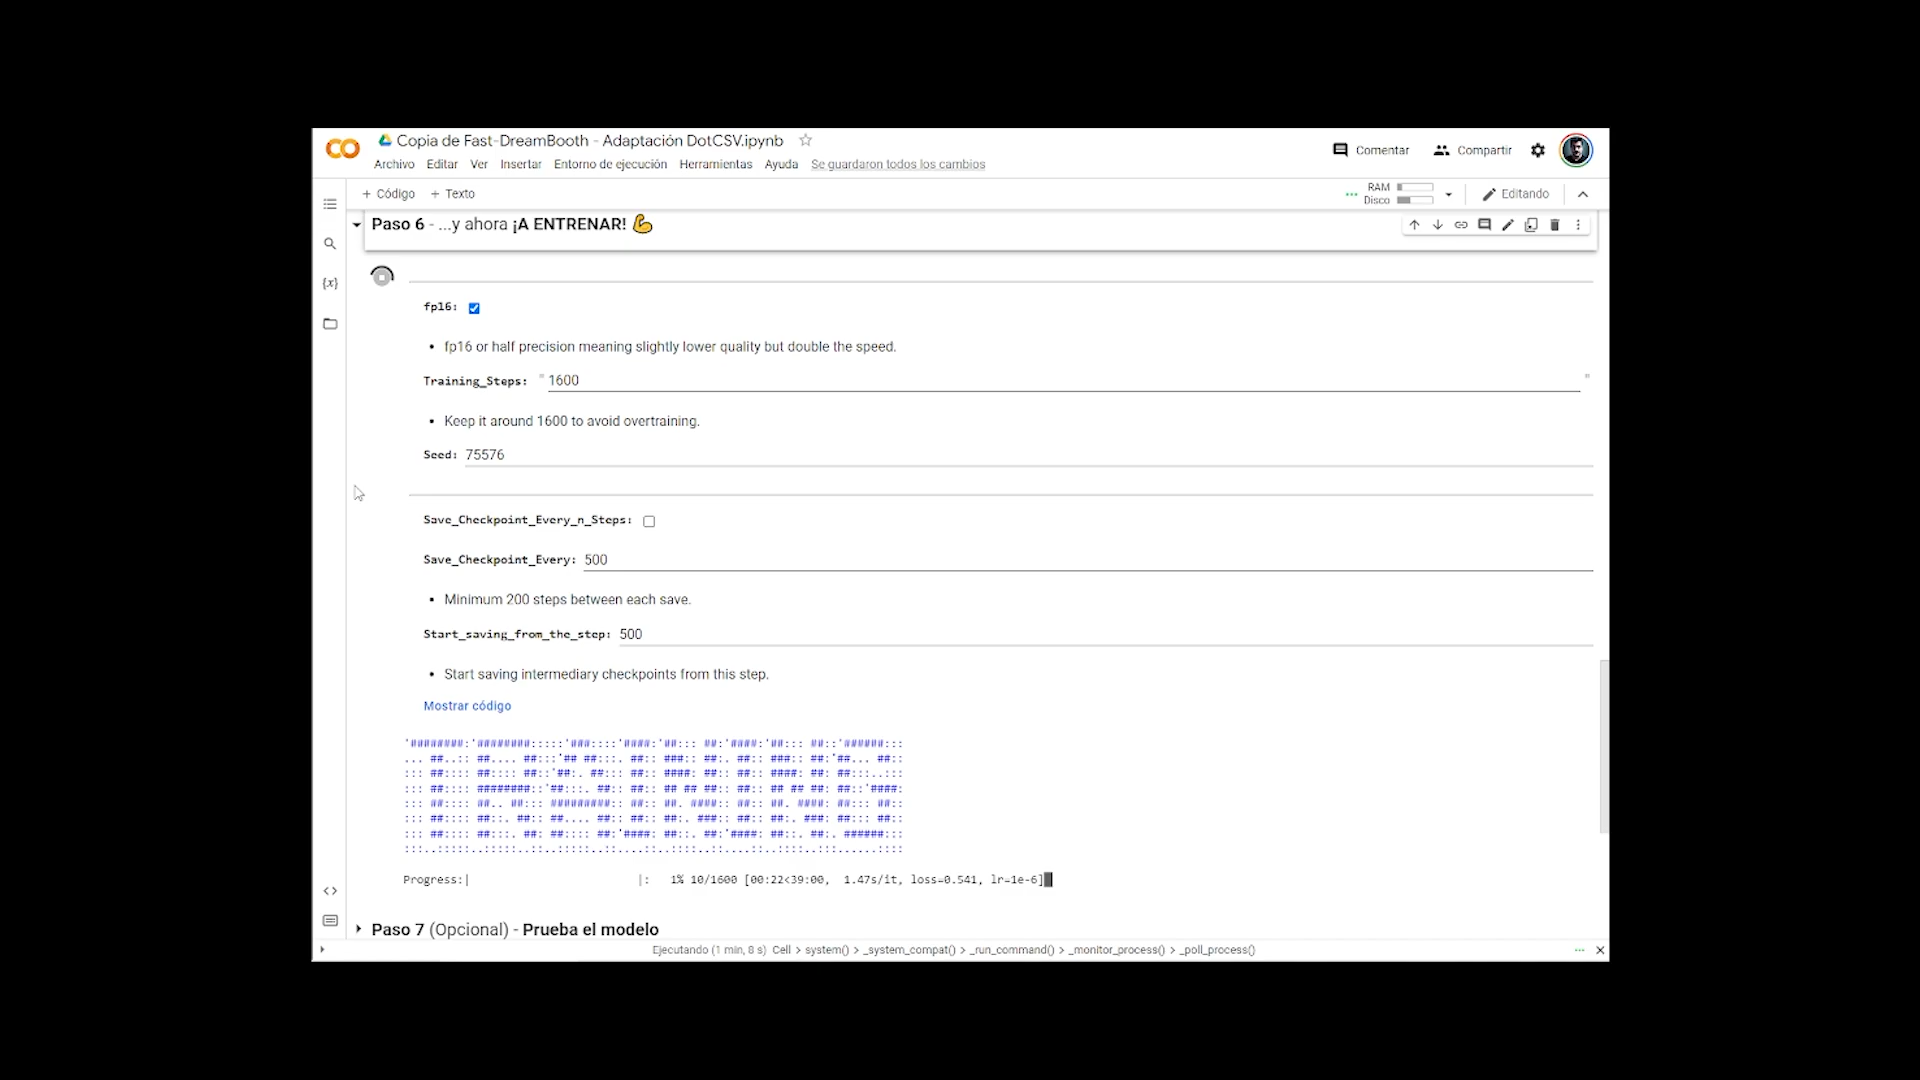 Copia de Fast-DreamBooth - Adaptación DotCSV.ipynb
Archivo Editar Ver Insertar Entorno de ejecución Herramientas Ayuda Se guardaron todos los cambios
Comentar Compartir
+ Código + Texto
RAM
Disco
Editando
Paso 6 - ...y ahora ¡A ENTRENAR! 💪
{x}
fp16:
• fp16 or half precision meaning slightly lower quality but double the speed.
Training_Steps: " 1600 "
• Keep it around 1600 to avoid overtraining.
Seed: 75576
Save_Checkpoint_Every_n_Steps:
Save_Checkpoint_Every: 500
• Minimum 200 steps between each save.
Start_saving_from_the_step: 500
• Start saving intermediary checkpoints from this step.
Mostrar código
TRAINING
Progress:| |: 1% 10/1600 [00:22<39:00, 1.47s/it, loss=0.541, lr=1e-6]
Paso 7 (Opcional) - Prueba el modelo
Ejecutando (1 min, 8 s) Cell > system() > _system_compat() > _run_command() > _monitor_process() > _poll_process()